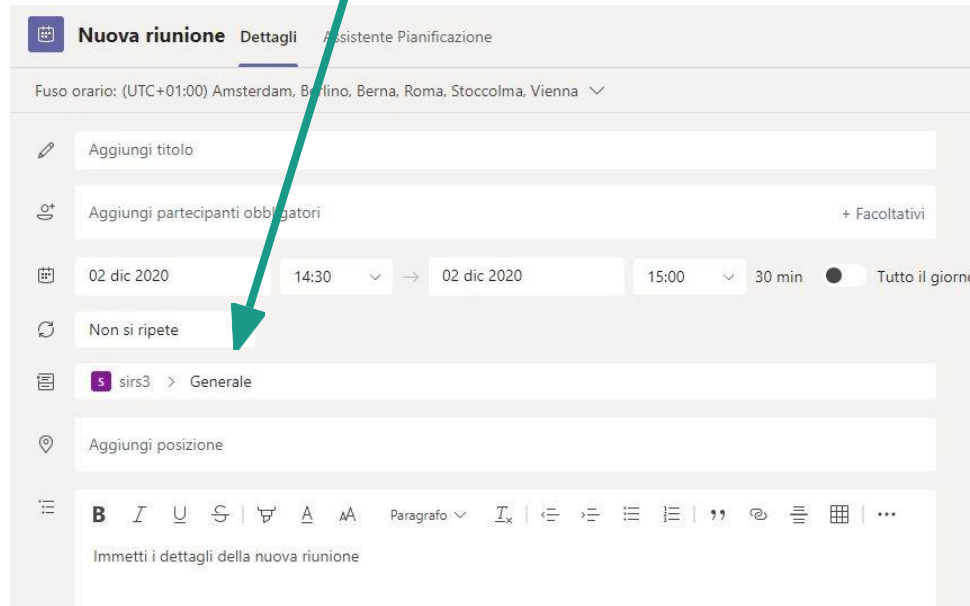 Nuova riunione Dettagli Assistente Pianificazione
Fuso orario: (UTC+01:00) Amsterdam, Berlino, Berna, Roma, Stoccolma, Vienna
Aggiungi titolo
Aggiungi partecipanti obbligatori + Facoltativi
02 dic 2020 14:30 → 02 dic 2020 15:00 30 min Tutto il giorno
Non si ripete
S sirs3 > Generale
Aggiungi posizione
B I U S A AA Paragrafo Tx
Immetti i dettagli della nuova riunione